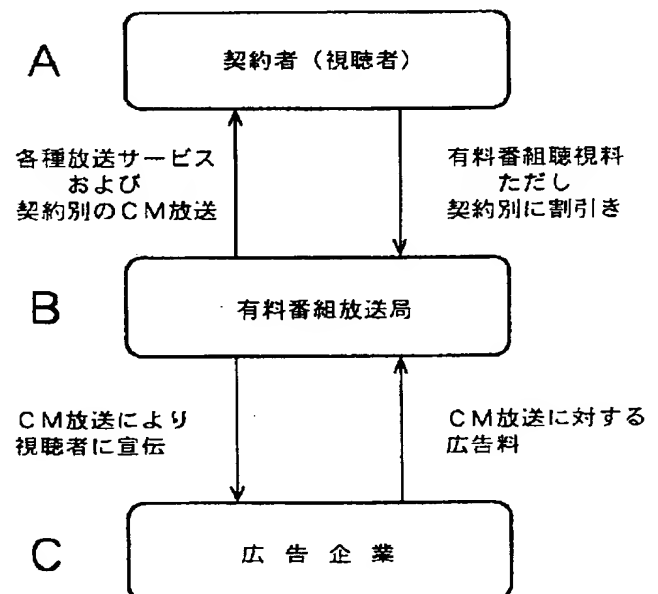 A
契約者（視聴者）
各種放送サービス
および
契約別のCM放送
有料番組聴視料
ただし
契約別に割引き
B
有料番組放送局
CM放送により
視聴者に宣伝
CM放送に対する
広告料
C
広告企業